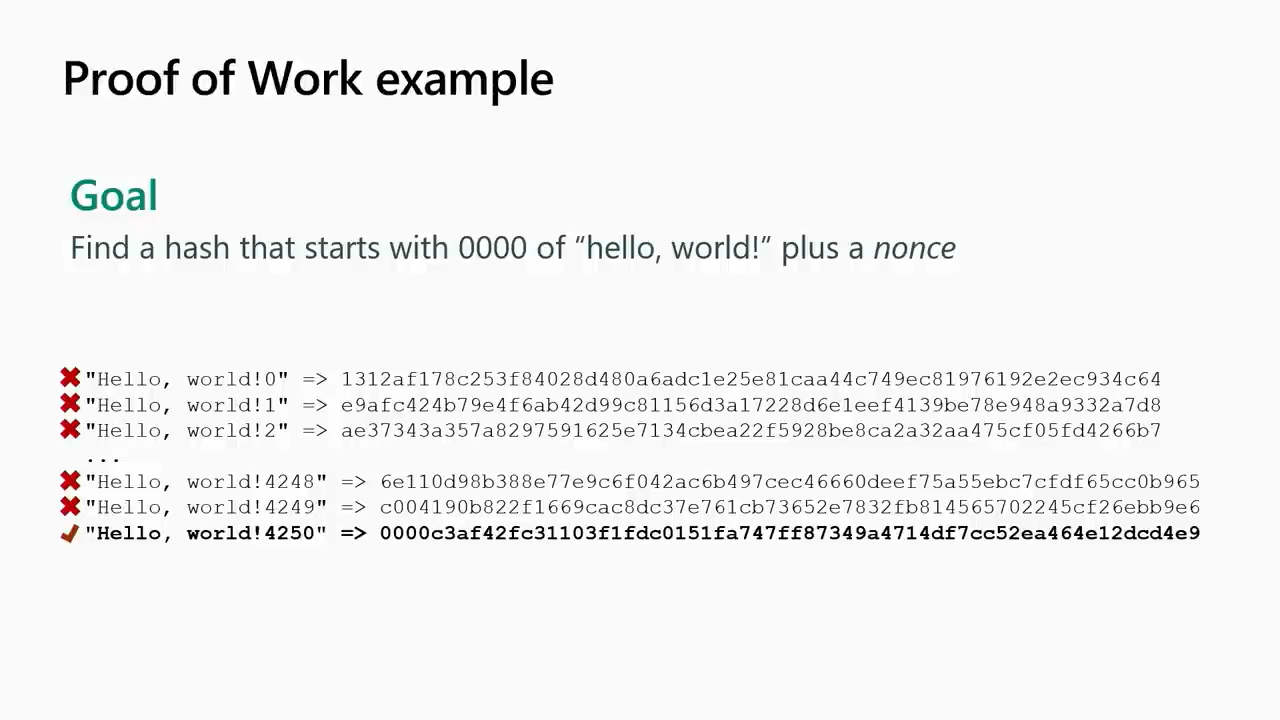 Proof of Work example
Goal
Find a hash that starts with 0000 of “hello, world!” plus a nonce
"Hello, world!0" => 1312af178c253f84028d480a6adc1e25e81caa44c749ec81976192e2ec934c64
"Hello, world!1" => e9afc424b79e4f6ab42d99c81156d3a17228d6e1eef4139be78e948a9332a7d8
"Hello, world!2" => ae37343a357a8297591625e7134cbea22f5928be8ca2a32aa475cf05fd4266b7
...
"Hello, world!4248" => 6e110d98b388e77e9c6f042ac6b497cec46660deef75a55ebc7cfdf65cc0b965
"Hello, world!4249" => c004190b822f1669cac8dc37e761cb73652e7832fb814565702245cf26ebb9e6
"Hello, world!4250" => 0000c3af42fc31103f1fdc0151fa747ff87349a4714df7cc52ea464e12dcd4e9